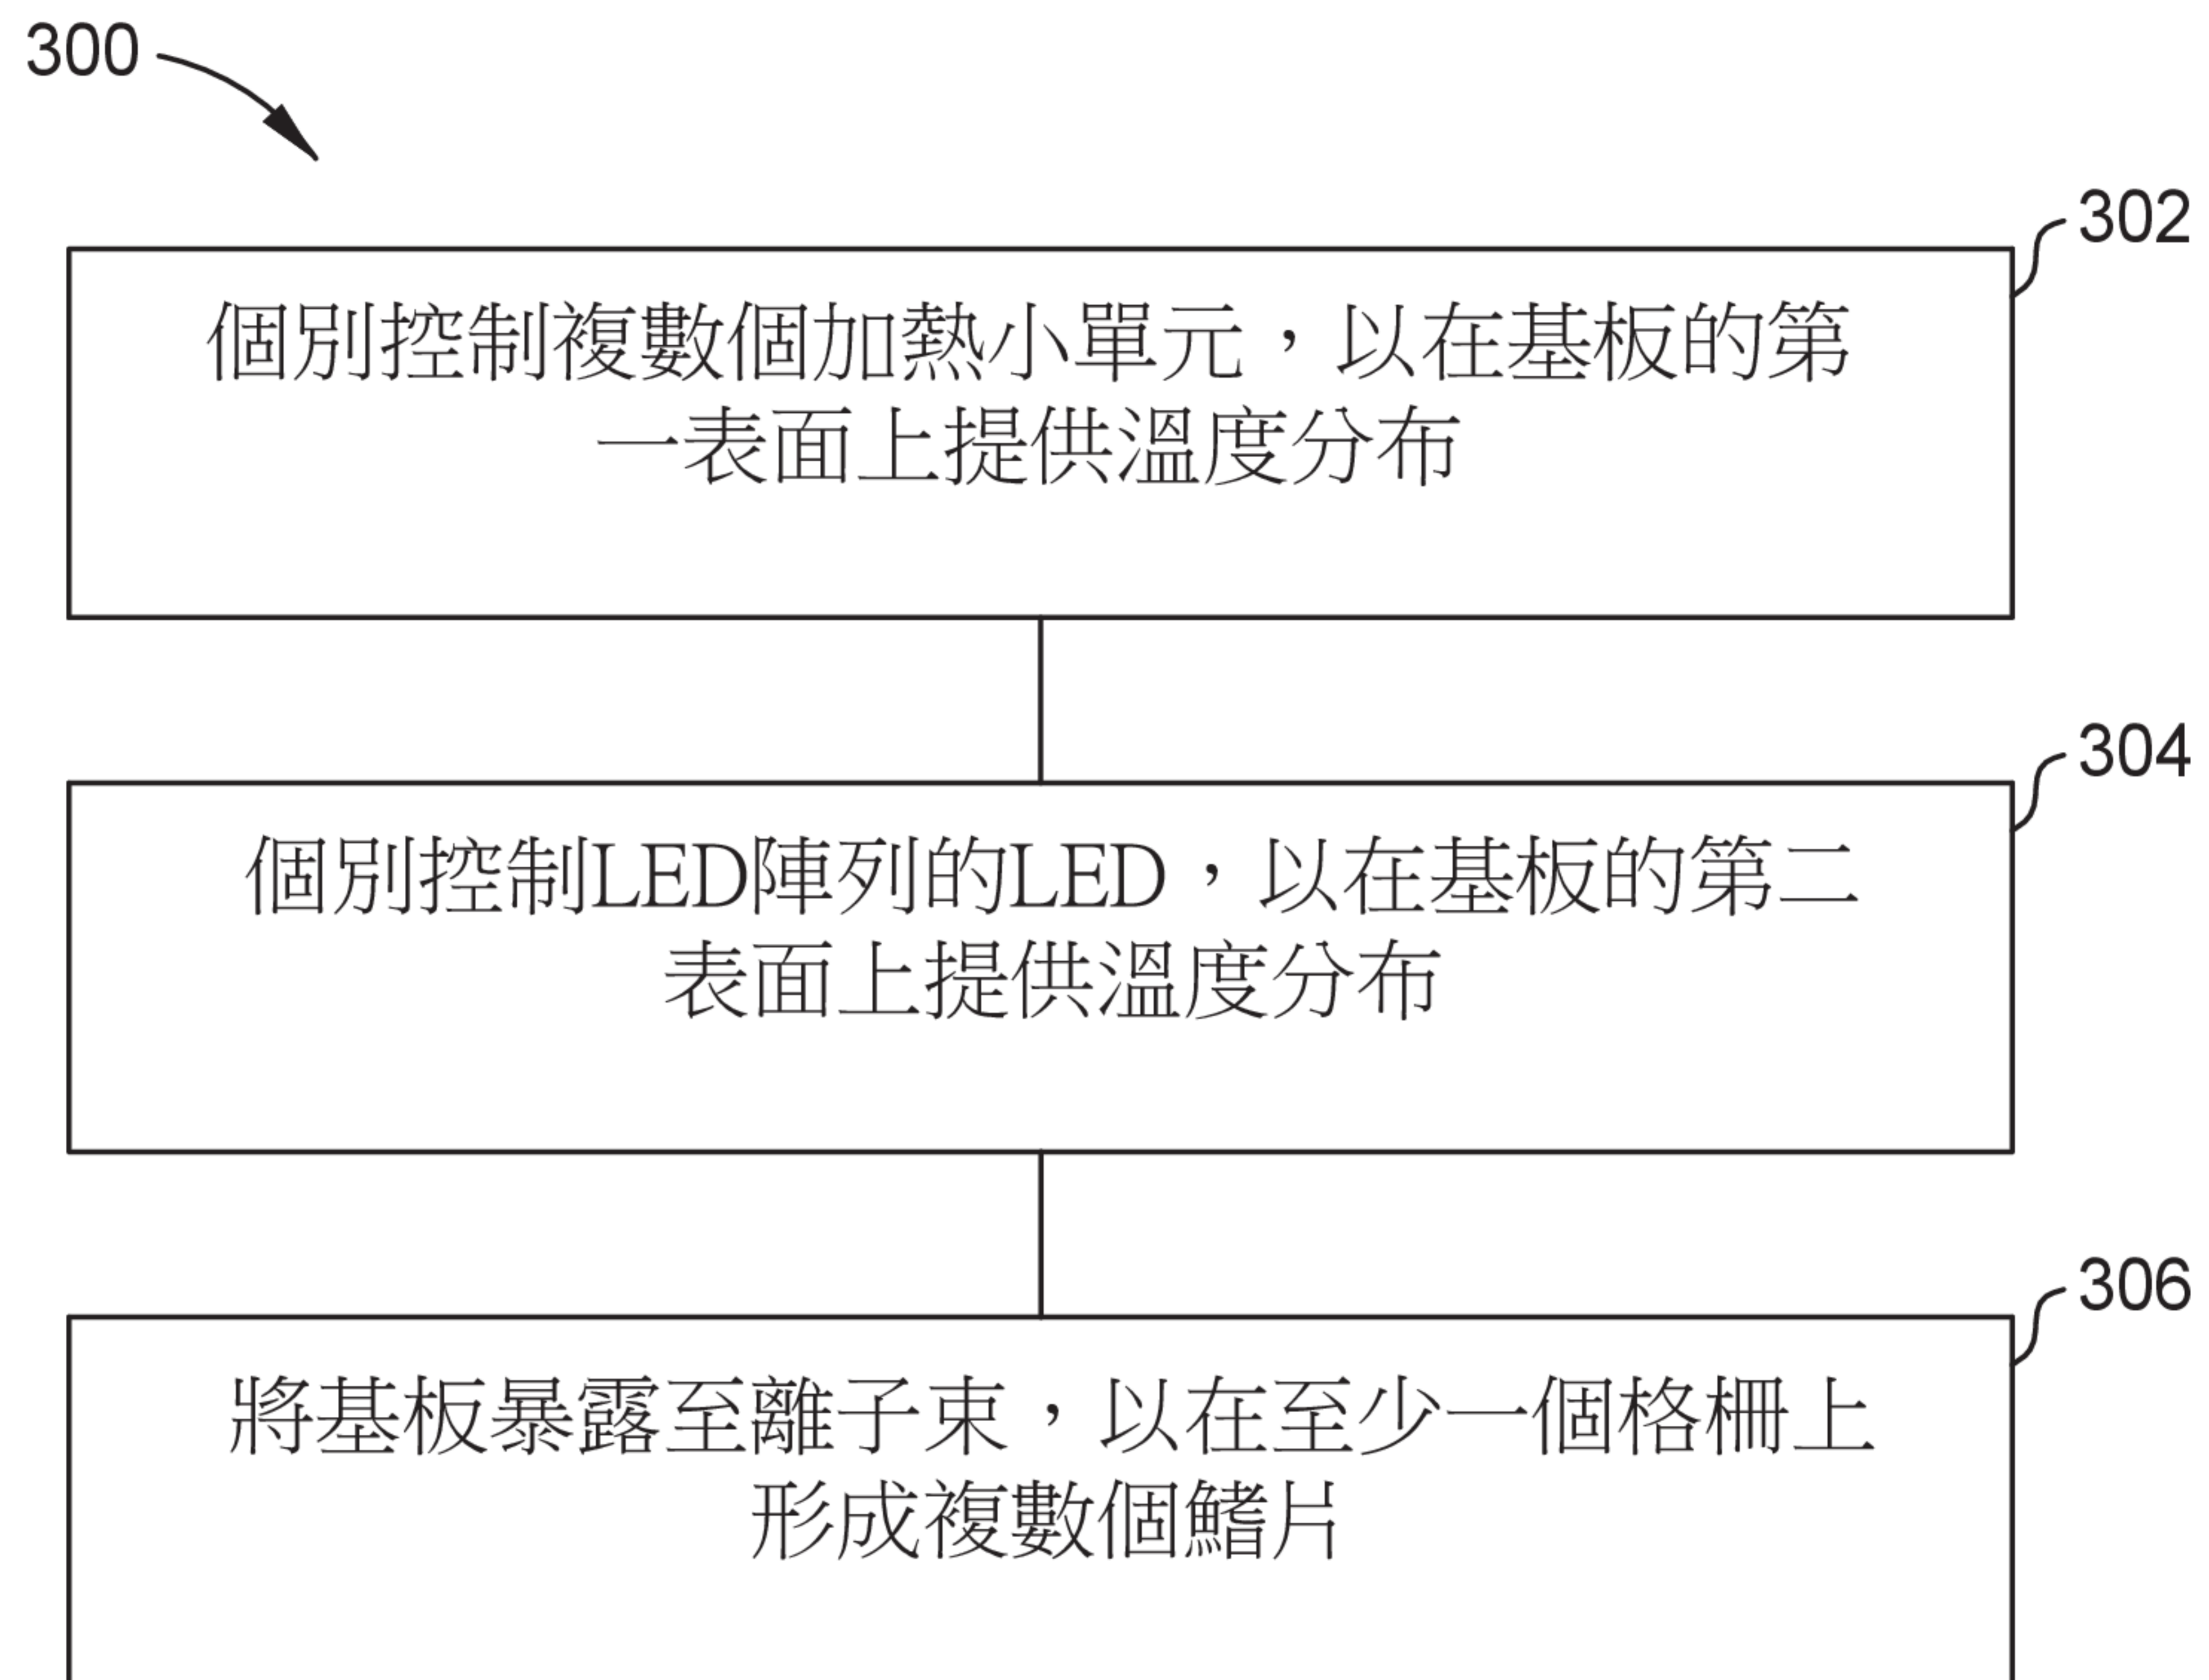 300
302
個別控制複數個加熱小單元，以在基板的第
一表面上提供溫度分布
304
個別控制LED陣列的LED，以在基板的第二
表面上提供溫度分布
306
將基板暴露至離子束，以在至少一個格柵上
形成複數個鰭片